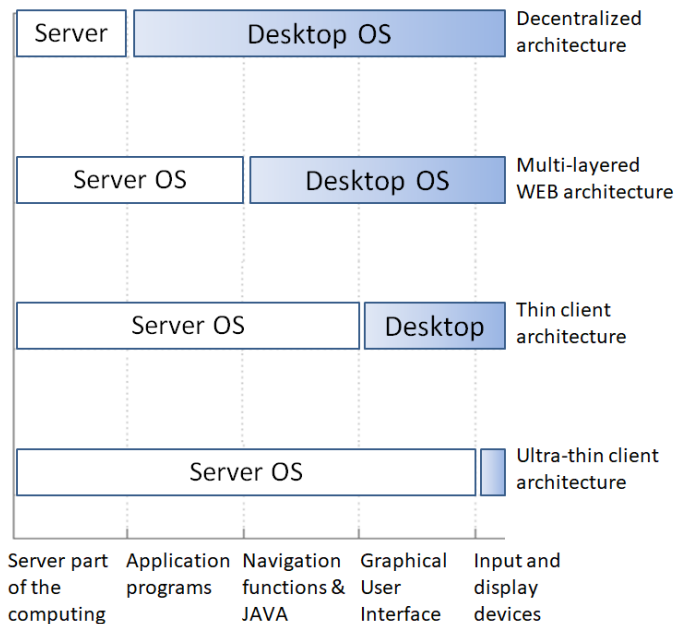 Server
Desktop OS
Decentralized
architecture
Server OS
Desktop OS
Multi-layered
WEB architecture
Server OS
Desktop
Thin client
architecture
Server OS
Ultra-thin client
architecture
Server part
of the
computing
Application
programs
Navigation
functions &
JAVA
Graphical
User
Interface
Input and
display
devices